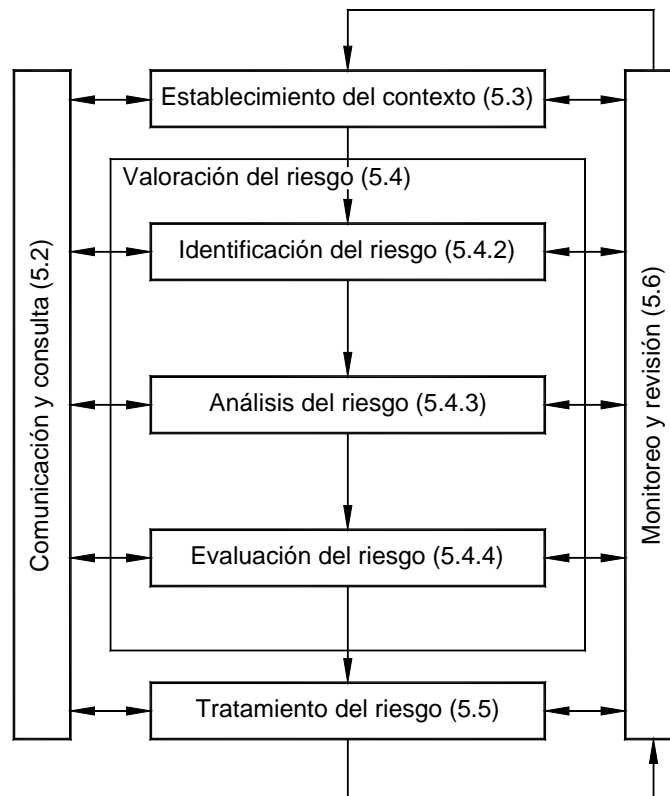 Establecimiento del contexto (5.3)
Valoración del riesgo (5.4)
Identificación del riesgo (5.4.2)
Análisis del riesgo (5.4.3)
Evaluación del riesgo (5.4.4)
Tratamiento del riesgo (5.5)
Comunicación y consulta (5.2)
Monitoreo y revisión (5.6)